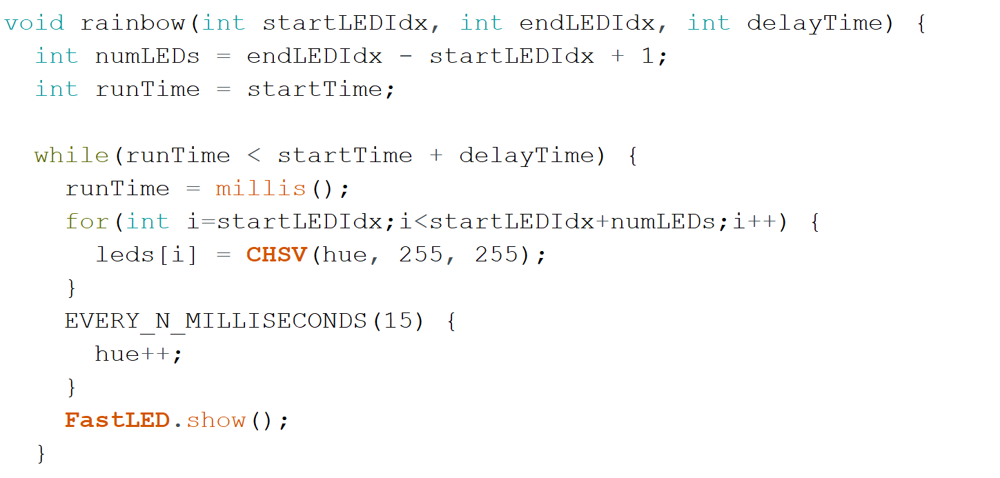 void rainbow(int startLEDIdx, int endLEDIdx, int delayTime) {
  int numLEDs = endLEDIdx - startLEDIdx + 1;
  int runTime = startTime;

  while(runTime < startTime + delayTime) {
    runTime = millis();
    for(int i=startLEDIdx;i<startLEDIdx+numLEDs;i++) {
      leds[i] = CHSV(hue, 255, 255);
    }
    EVERY_N_MILLISECONDS(15) {
      hue++;
    }
    FastLED.show();
  }